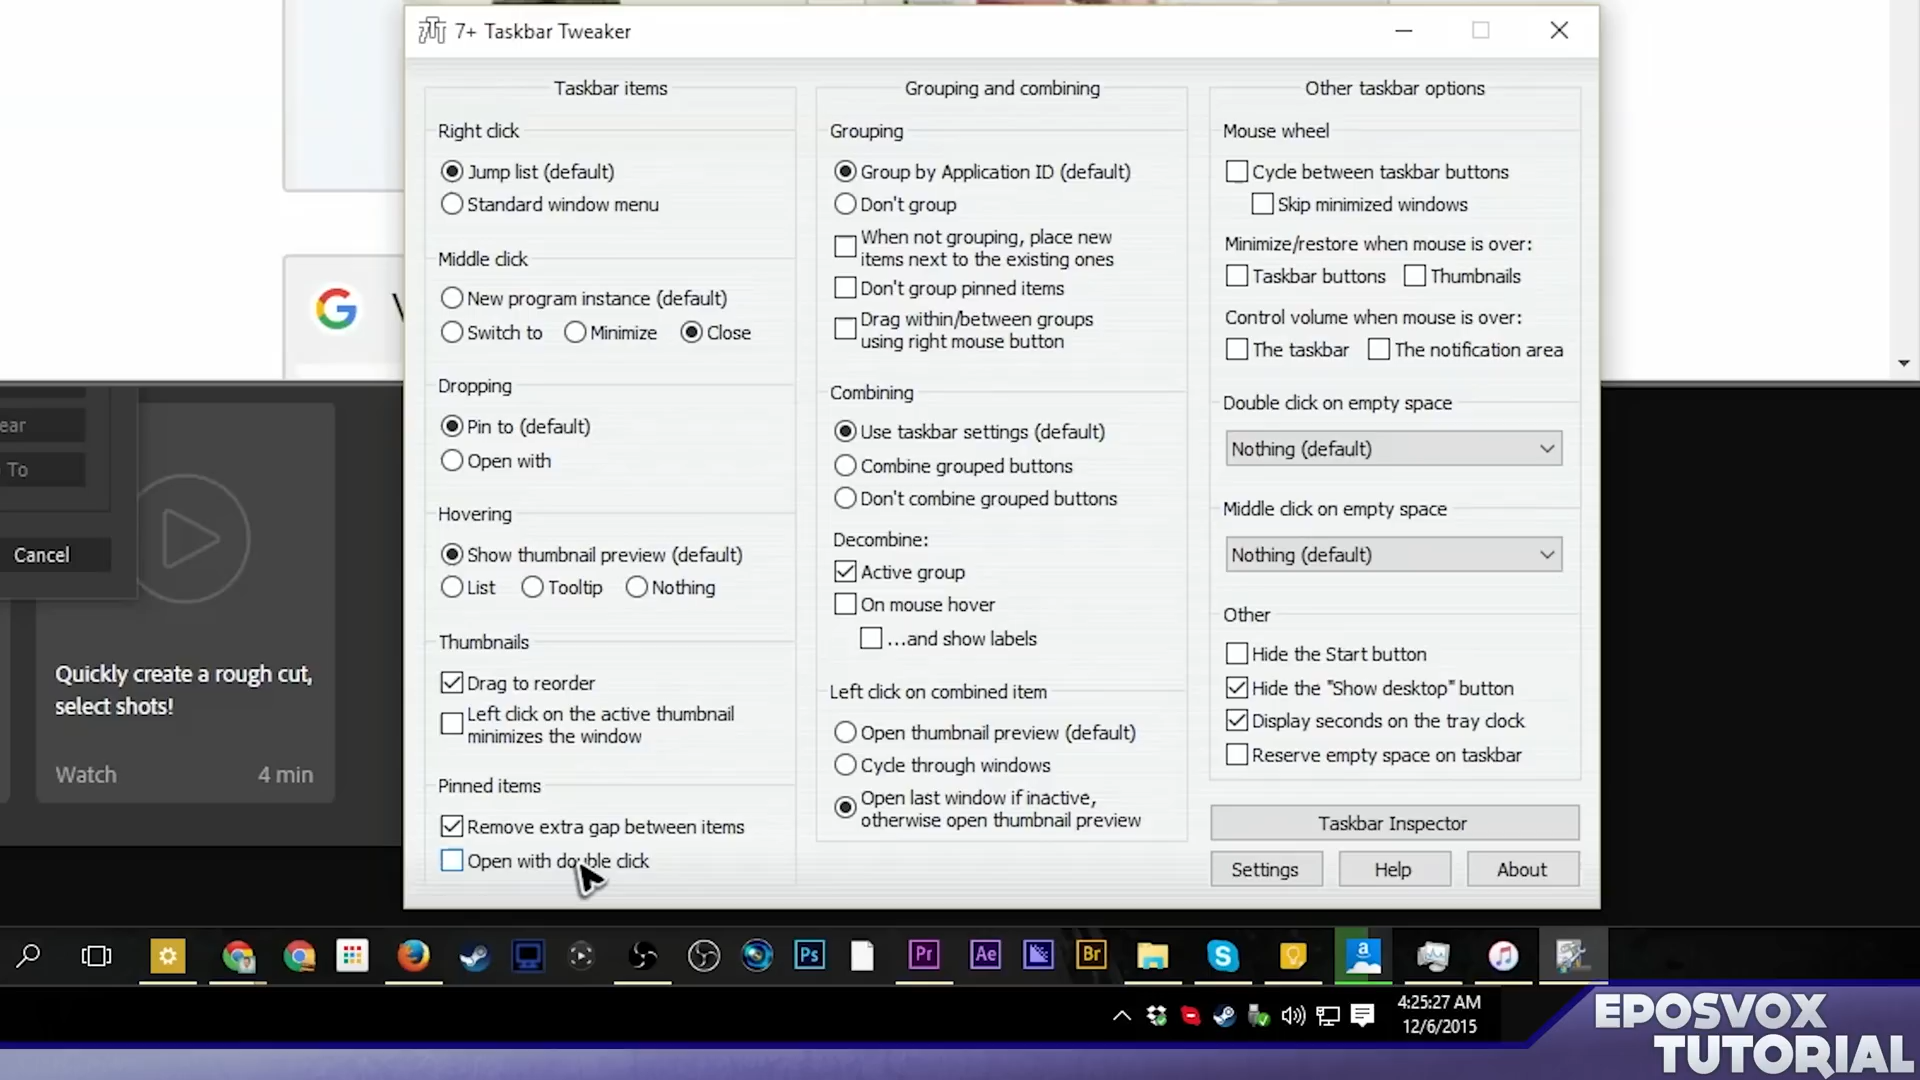 7+ Taskbar Tweaker
Taskbar items
Right click
Jump list (default)
Standard window menu
Middle click
New program instance (default)
Switch to
Minimize
Close
Dropping
Pin to (default)
Open with
Hovering
Show thumbnail preview (default)
List
Tooltip
Nothing
Thumbnails
Drag to reorder
Left click on the active thumbnail
minimizes the window
Pinned items
Remove extra gap between items
Open with double click
Grouping and combining
Grouping
Group by Application ID (default)
Don't group
When not grouping, place new
items next to the existing ones
Don't group pinned items
Drag within/between groups
using right mouse button
Combining
Use taskbar settings (default)
Combine grouped buttons
Don't combine grouped buttons
Decombine:
Active group
On mouse hover
...and show labels
Left click on combined item
Open thumbnail preview (default)
Cycle through windows
Open last window if inactive,
otherwise open thumbnail preview
Other taskbar options
Mouse wheel
Cycle between taskbar buttons
Skip minimized windows
Minimize/restore when mouse is over:
Taskbar buttons
Thumbnails
Control volume when mouse is over:
The taskbar
The notification area
Double click on empty space
Nothing (default)
Middle click on empty space
Nothing (default)
Other
Hide the Start button
Hide the "Show desktop" button
Display seconds on the tray clock
Reserve empty space on taskbar
Taskbar Inspector
Settings
Help
About
ear
To
Cancel
Quickly create a rough cut,
select shots!
Watch
4 min
Ps
Pr
Ae
Br
S
a
4:25:27 AM
12/6/2015
EPOSVOX
TUTORIAL